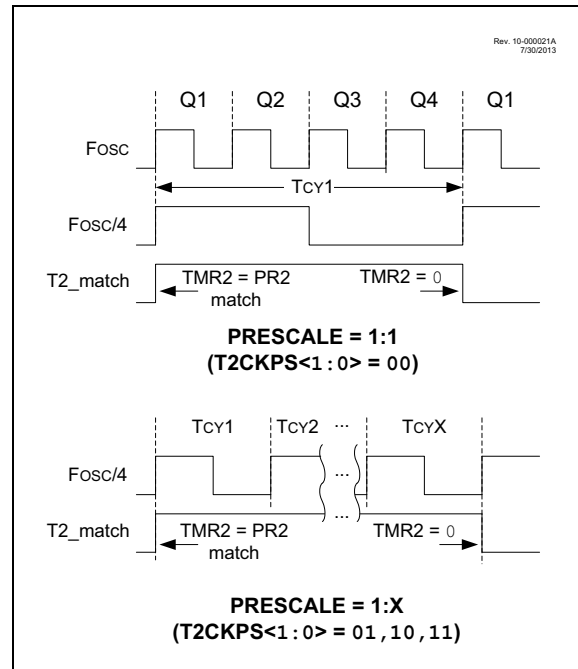 Rev. 10-000021A
7/30/2013
Q1 Q2 Q3 Q4 Q1
FOSC
TCY1
FOSC/4
T2_match
TMR2 = PR2
match
TMR2 = 0
PRESCALE = 1:1
(T2CKPS<1:0> = 00)
TCY1 TCY2 ... TCYX
FOSC/4
...
T2_match
...
TMR2 = PR2
match
TMR2 = 0
PRESCALE = 1:X
(T2CKPS<1:0> = 01,10,11)